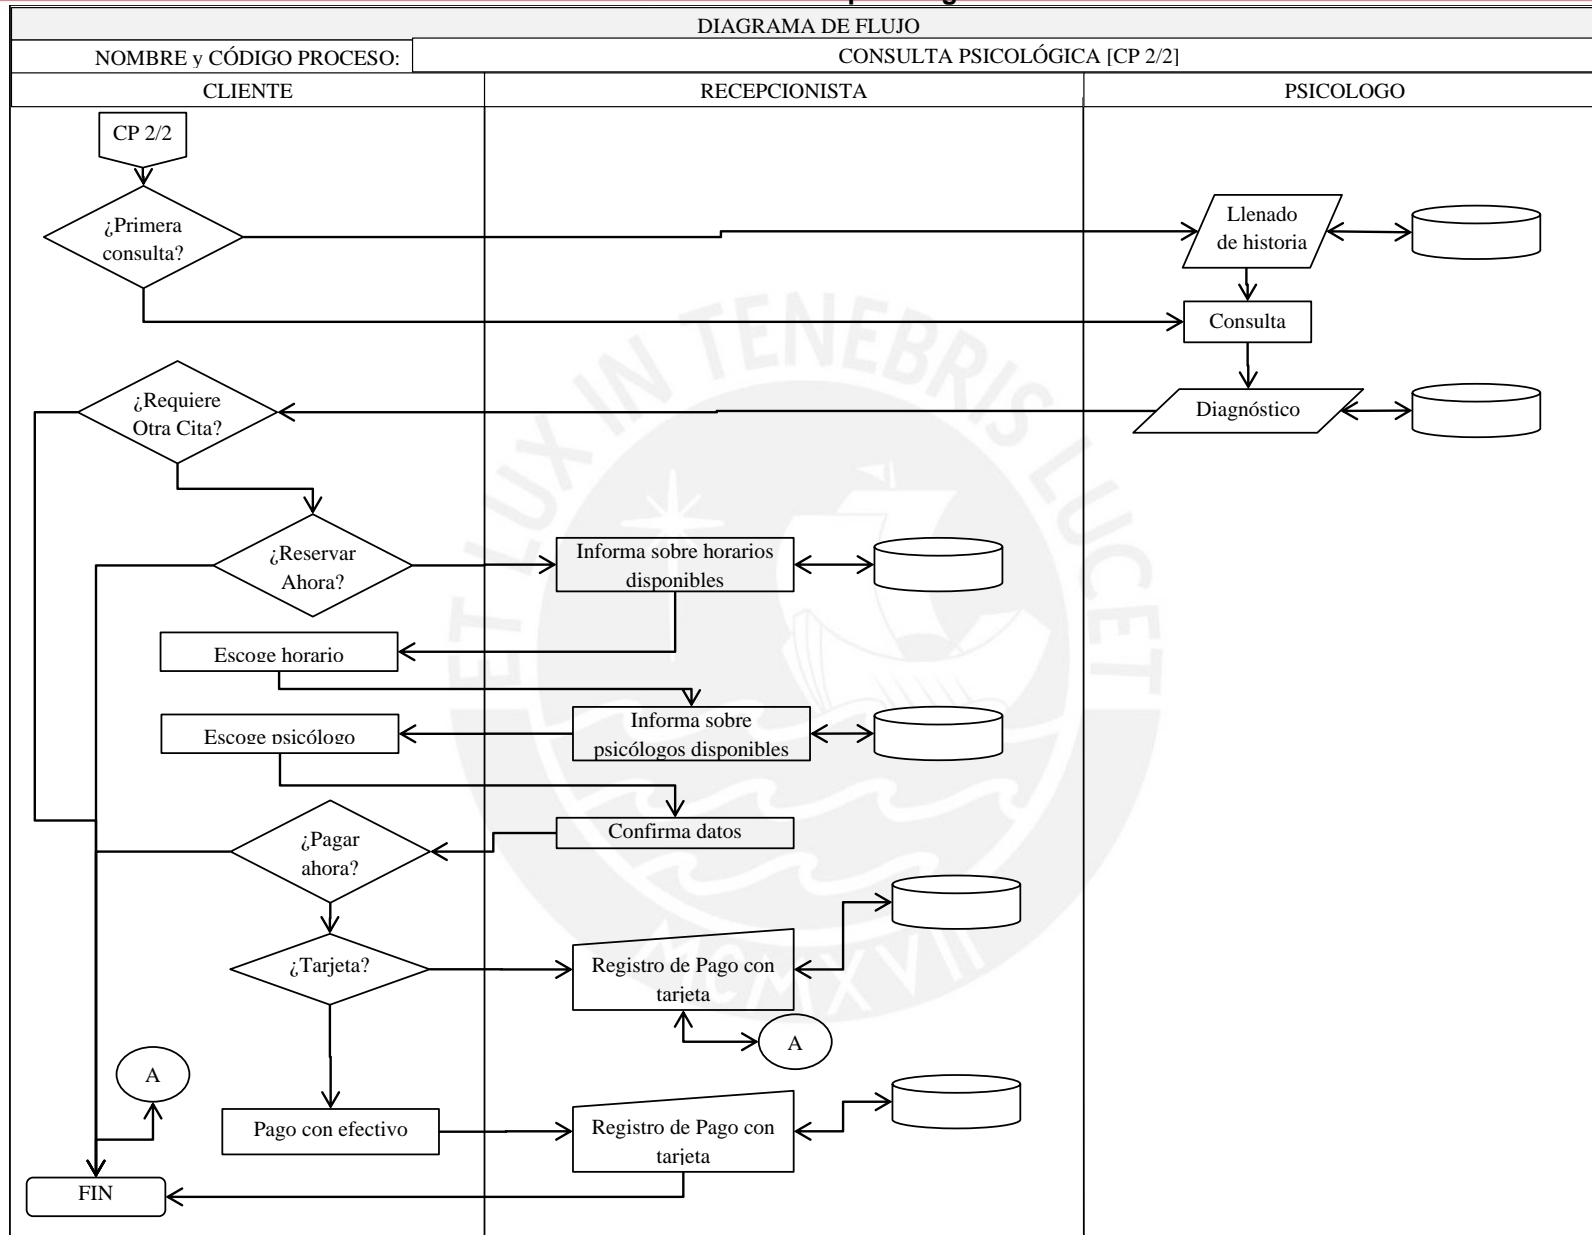 DIAGRAMA DE FLUJO
NOMBRE y CÓDIGO PROCESO:
CONSULTA PSICOLÓGICA [CP 2/2]
CLIENTE
RECEPCIONISTA
PSICOLOGO
CP 2/2
¿Primera
consulta?
Llenado
de historia
Consulta
¿Requiere
Otra Cita?
Diagnóstico
¿Reservar
Ahora?
Informa sobre horarios
disponibles
Escoge horario
Informa sobre
psicólogos disponibles
Escoge psicólogo
Confirma datos
¿Pagar
ahora?
¿Tarjeta?
Registro de Pago con
tarjeta
A
A
Pago con efectivo
Registro de Pago con
tarjeta
FIN
ET LUX IN TENEBRIS LUCET
MCMXVII